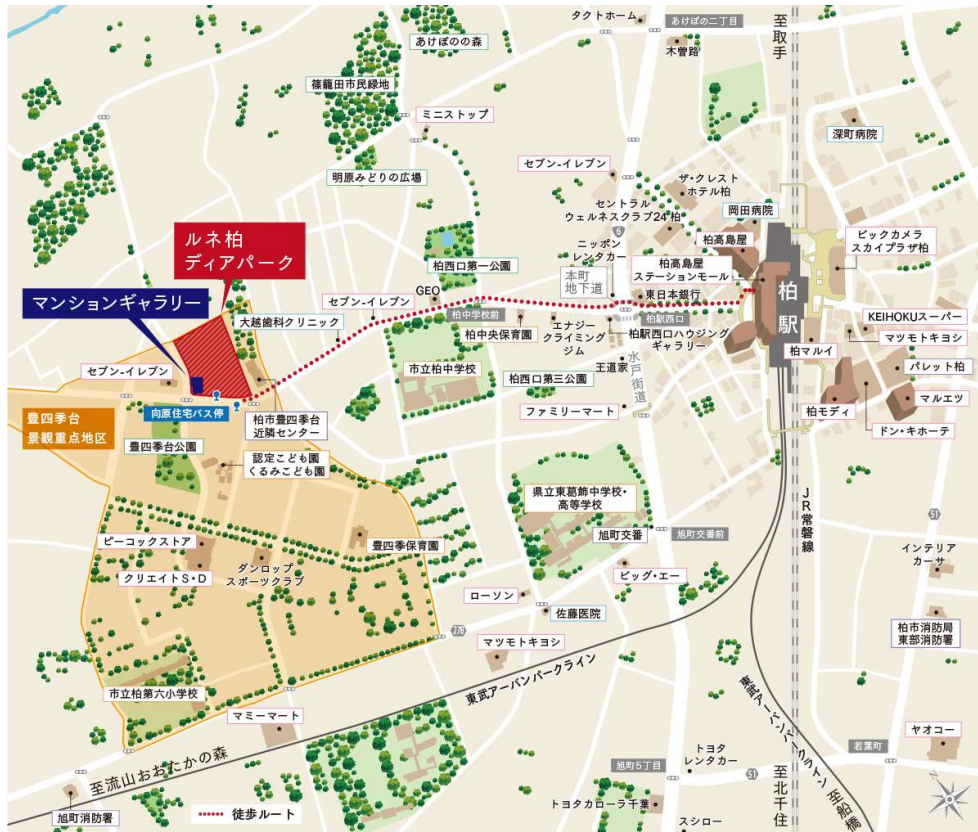 タクトホーム
あけぼの二丁目
木曽路
至取手
あけぼのの森
篠籠田市民緑地
ミニストップ
深町病院
セブン-イレブン
明原みどりの広場
ザ・クレスト
ホテル柏
セントラル
ウェルネスクラブ24 柏
岡田病院
ルネ柏
ディアパーク
6
ニッポン
レンタカー
柏高島屋
ビックカメラ
スカイプラザ柏
柏西口第一公園
本町
地下道
柏高島屋
ステーションモール
マンションギャラリー
セブン-イレブン
GEO
東日本銀行
柏駅
大越歯科クリニック
柏中学校前
柏中央保育園
エナジー
クライミング
ジム
柏駅西口
柏駅西口ハウジング
ギャラリー
KEIHOKUスーパー
マツモトキヨシ
柏マルイ
パレット柏
セブン-イレブン
市立柏中学校
王道家
水戸街道
柏西口第三公園
マルエツ
豊四季台
景観重点地区
向原住宅バス停
柏市豊四季台
近隣センター
ファミリーマート
柏モディ
ドン・キホーテ
豊四季台公園
認定こども園
くるみこども園
県立東葛飾中学校・
高等学校
JR常磐線
51
ピーコックストア
豊四季保育園
旭町交番
旭町交番前
インテリア
カーサ
クリエイトS・D
ダンロップ
スポーツクラブ
ビッグ・エー
ローソン
佐藤医院
柏市消防局
東部消防署
278
マツモトキヨシ
東武アーバンパークライン
市立柏第六小学校
マミーマート
東武アーバンパークライン
ヤオコー
若葉町
至流山おおたかの森
トヨタ
レンタカー
旭町5丁目
51
至北千住
至船橋
旭町消防署
徒歩ルート
トヨタカローラ千葉
スシロー
N